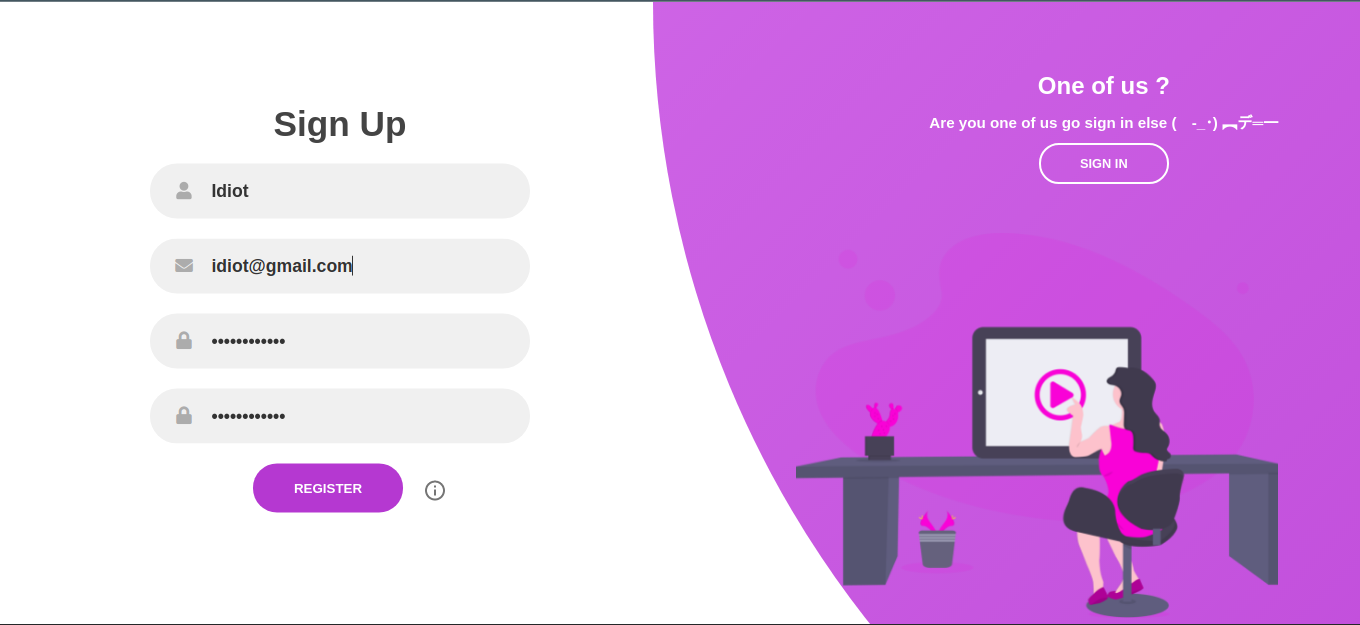 Sign Up
Idiot
idiot@gmail.com
••••••••••••
••••••••••••
REGISTER
One of us ?
Are you one of us go sign in else (　-_･) ︻デ═一
SIGN IN